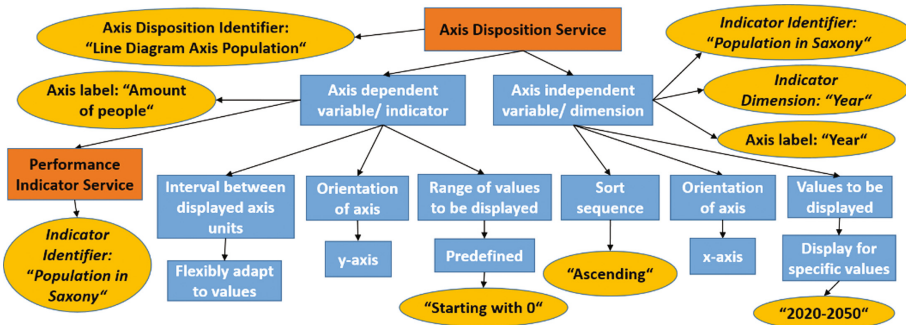 Axis Disposition Identifier:
“Line Diagram Axis Population“
Axis Disposition Service
Indicator Identifier:
“Population in Saxony“
Axis label: “Amount
of people“
Axis dependent
variable/ indicator
Axis independent
variable/ dimension
Indicator
Dimension: “Year“
Axis label: “Year“
Performance
Indicator Service
Interval between
displayed axis
units
Orientation
of axis
Range of values
to be displayed
Sort
sequence
Orientation
of axis
Values to be
displayed
Indicator
Identifier:
“Population in
Saxony“
Flexibly adapt
to values
y-axis
Predefined
“Starting with 0“
“Ascending“
x-axis
Display for
specific values
“2020-2050“